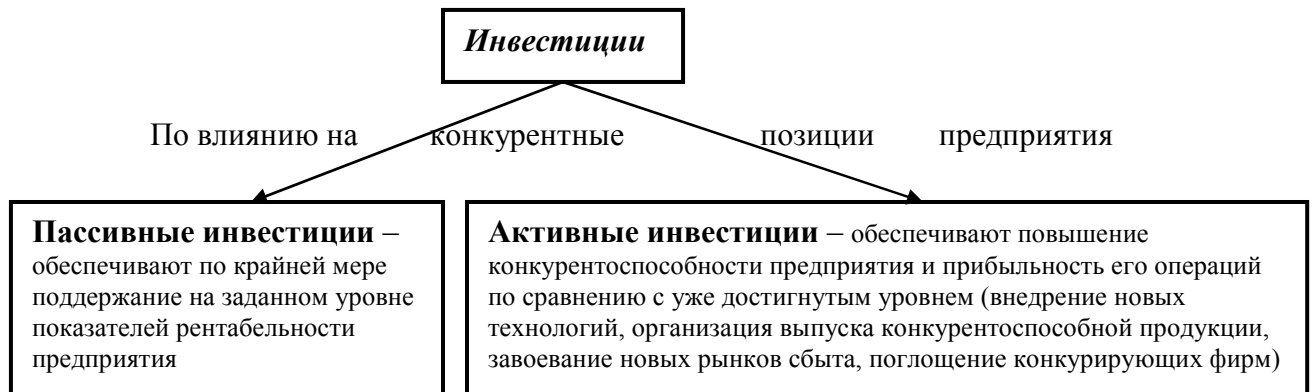 Инвестиции
По влиянию на конкурентные позиции предприятия
Пассивные инвестиции –
обеспечивают по крайней мере
поддержание на заданном уровне
показателей рентабельности
предприятия
Активные инвестиции – обеспечивают повышение
конкурентоспособности предприятия и прибыльность его операций
по сравнению с уже достигнутым уровнем (внедрение новых
технологий, организация выпуска конкурентоспособной продукции,
завоевание новых рынков сбыта, поглощение конкурирующих фирм)